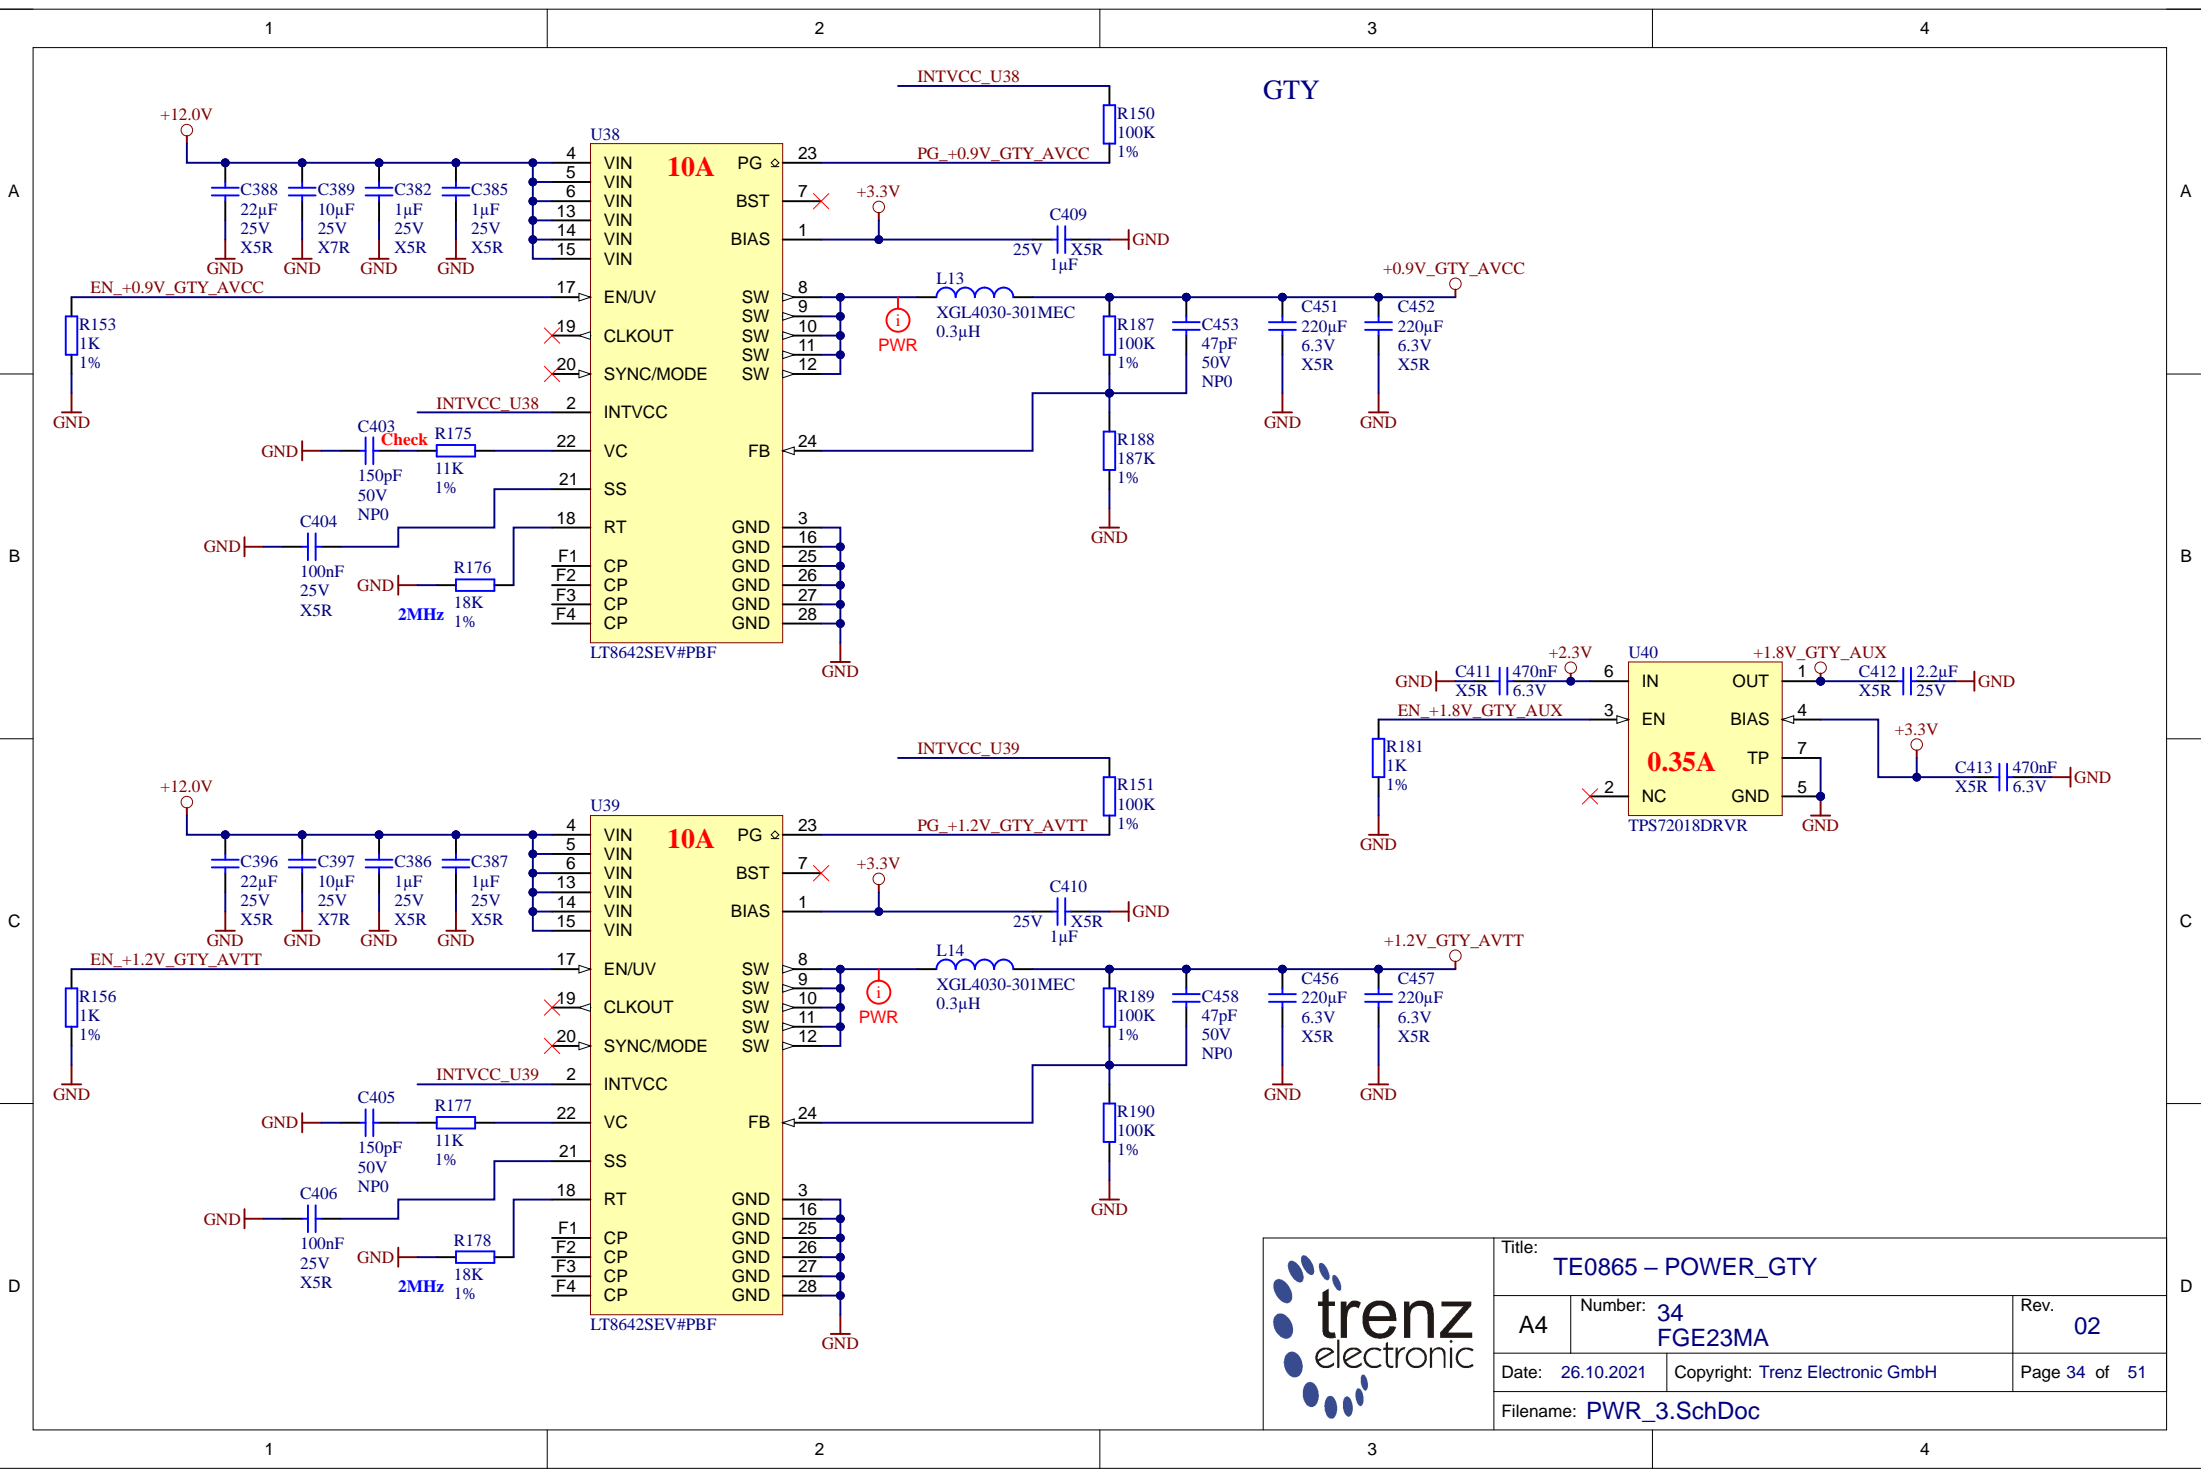 1
2
3
4
A
B
C
D
A
B
C
D
1
2
3
4
GTY
INTVCC_U38
R150
100K
1%
PG_+0.9V_GTY_AVCC
+12.0V
C388
22µF
25V
X5R
GND
C389
10µF
25V
X7R
GND
C382
1µF
25V
X5R
GND
C385
1µF
25V
X5R
GND
EN_+0.9V_GTY_AVCC
R153
1K
1%
GND
U38
10A
4 VIN
5 VIN
6 VIN
13 VIN
14 VIN
15 VIN
17 EN/UV
19 CLKOUT
20 SYNC/MODE
2 INTVCC
22 VC
21 SS
18 RT
F1 CP
F2 CP
F3 CP
F4 CP
PG 23
BST 7
BIAS 1
SW 8
SW 9
SW 10
SW 11
SW 12
FB 24
GND 3
GND 16
GND 25
GND 26
GND 27
GND 28
LT8642SEV#PBF
GND
INTVCC_U38
GND
C403
150pF
50V
NP0
Check
R175
11K
1%
GND
C404
100nF
25V
X5R
GND
R176
18K
1%
2MHz
+3.3V
C409
25V
X5R
1µF
GND
i
PWR
L13
XGL4030-301MEC
0.3µH
R187
100K
1%
C453
47pF
50V
NP0
C451
220µF
6.3V
X5R
GND
C452
220µF
6.3V
X5R
GND
+0.9V_GTY_AVCC
R188
187K
1%
GND
+2.3V
GND
C411
X5R
470nF
6.3V
EN_+1.8V_GTY_AUX
R181
1K
1%
GND
U40
6 IN
3 EN
2 NC
OUT 1
BIAS 4
TP 7
GND 5
0.35A
TPS72018DRVR
+1.8V_GTY_AUX
C412
X5R
2.2µF
25V
GND
+3.3V
C413
X5R
470nF
6.3V
GND
GND
INTVCC_U39
R151
100K
1%
PG_+1.2V_GTY_AVTT
+12.0V
C396
22µF
25V
X5R
GND
C397
10µF
25V
X7R
GND
C386
1µF
25V
X5R
GND
C387
1µF
25V
X5R
GND
EN_+1.2V_GTY_AVTT
R156
1K
1%
GND
U39
10A
4 VIN
5 VIN
6 VIN
13 VIN
14 VIN
15 VIN
17 EN/UV
19 CLKOUT
20 SYNC/MODE
2 INTVCC
22 VC
21 SS
18 RT
F1 CP
F2 CP
F3 CP
F4 CP
PG 23
BST 7
BIAS 1
SW 8
SW 9
SW 10
SW 11
SW 12
FB 24
GND 3
GND 16
GND 25
GND 26
GND 27
GND 28
LT8642SEV#PBF
GND
INTVCC_U39
GND
C405
150pF
50V
NP0
R177
11K
1%
GND
C406
100nF
25V
X5R
GND
R178
18K
1%
2MHz
+3.3V
C410
25V
X5R
1µF
GND
i
PWR
L14
XGL4030-301MEC
0.3µH
R189
100K
1%
C458
47pF
50V
NP0
C456
220µF
6.3V
X5R
GND
C457
220µF
6.3V
X5R
GND
+1.2V_GTY_AVTT
R190
100K
1%
GND
trenz
electronic
Title:
TE0865 – POWER_GTY
A4
Number: 34
FGE23MA
Rev.
02
Date: 26.10.2021
Copyright: Trenz Electronic GmbH
Page 34 of 51
Filename: PWR_3.SchDoc